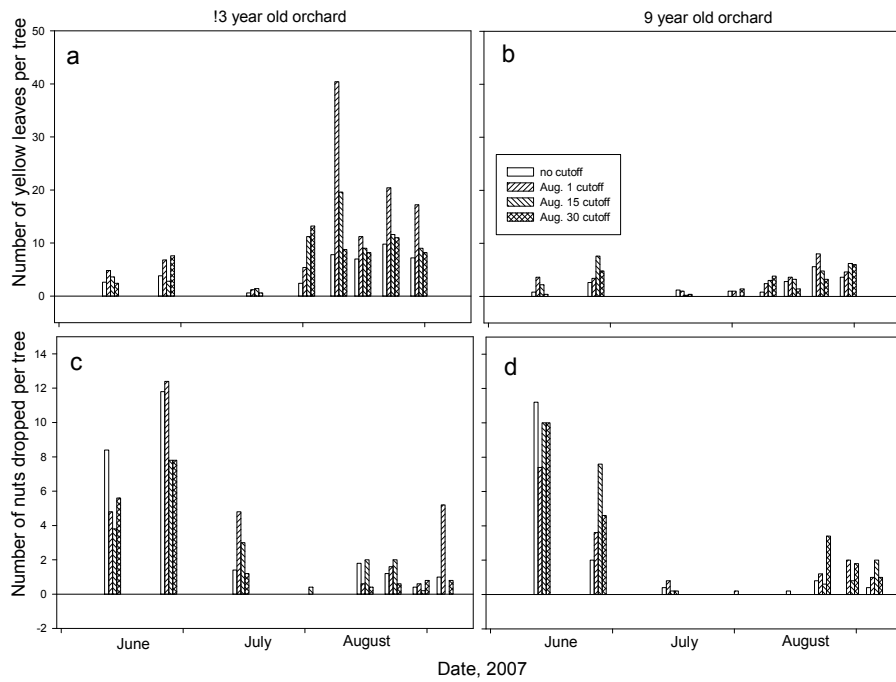 !3 year old orchard
9 year old orchard
Number of yellow leaves per tree
50
40
30
20
10
0
a
b
no cutoff
Aug. 1 cutoff
Aug. 15 cutoff
Aug. 30 cutoff
Number of nuts dropped per tree
14
12
10
8
6
4
2
0
-2
c
d
June
July
August
June
July
August
Date, 2007